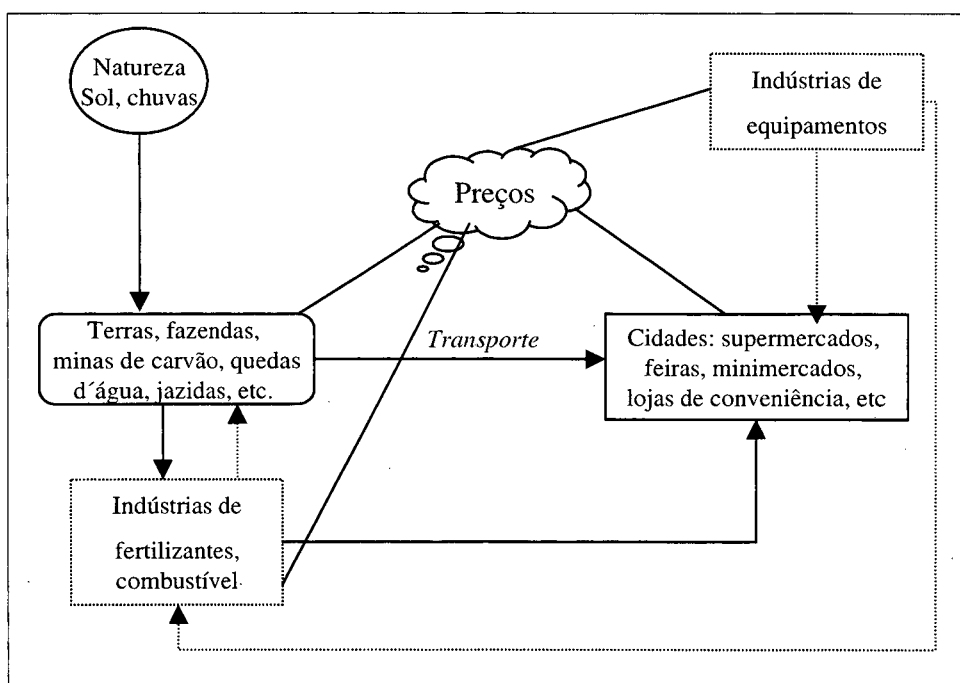 Natureza
Sol, chuvas
Indústrias de
equipamentos
Preços
Terras, fazendas,
minas de carvão, quedas
d´água, jazidas, etc.
Transporte
Cidades: supermercados,
feiras, minimercados,
lojas de conveniência, etc
Indústrias de
fertilizantes,
combustível